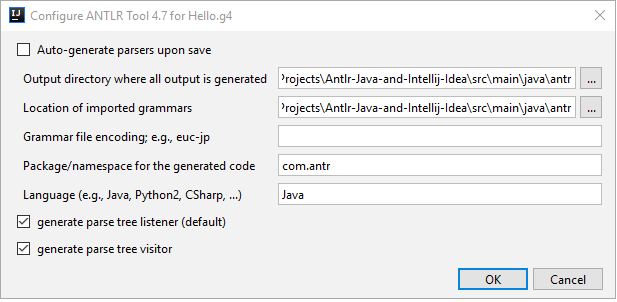 IJ Configure ANTLR Tool 4.7 for Hello.g4
Auto-generate parsers upon save
Output directory where all output is generated Projects\Antlr-Java-and-Intellij-Idea\src\main\java\antr ...
Location of imported grammars Projects\Antlr-Java-and-Intellij-Idea\src\main\java\antr ...
Grammar file encoding; e.g., euc-jp
Package/namespace for the generated code com.antr
Language (e.g., Java, Python2, CSharp, ...) Java
generate parse tree listener (default)
generate parse tree visitor
OK Cancel